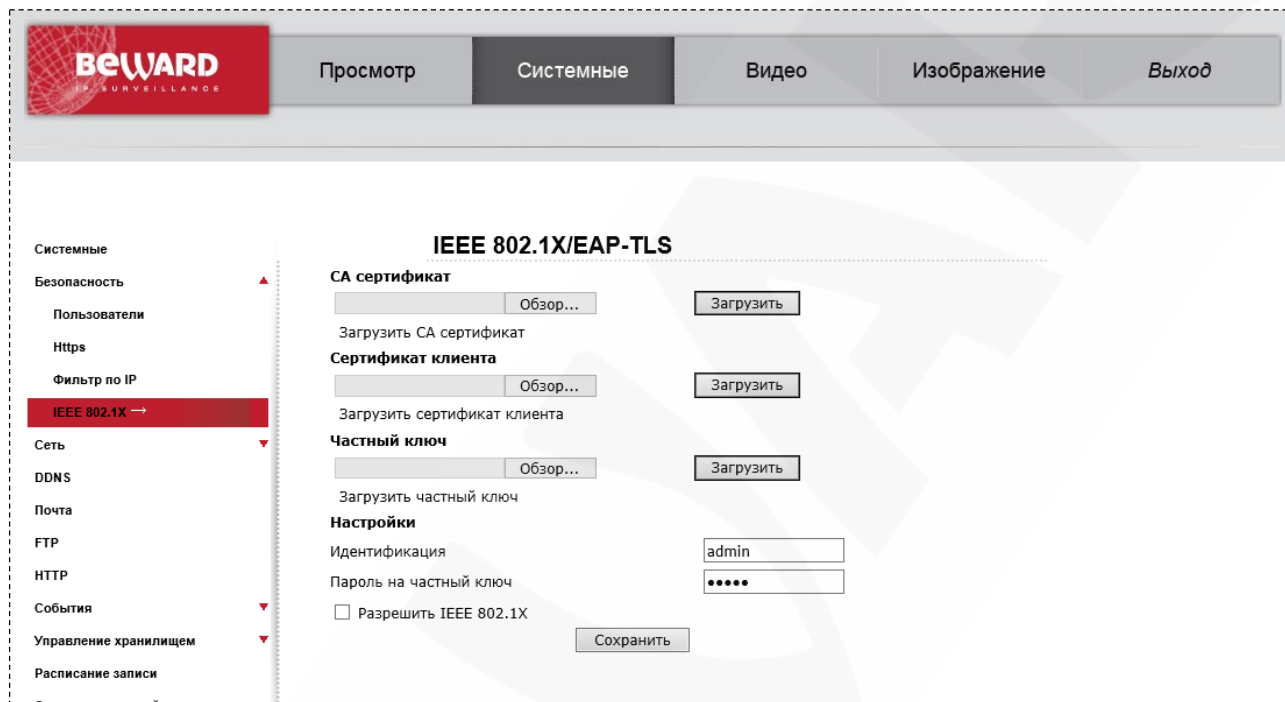 BEWARD
IP SURVEILLANCE
Просмотр Системные Видео Изображение Выход
Системные
Безопасность
Пользователи
Https
Фильтр по IP
IEEE 802.1X →
Сеть
DDNS
Почта
FTP
HTTP
События
Управление хранилищем
Расписание записи
IEEE 802.1X/EAP-TLS
CA сертификат
Обзор... Загрузить
Загрузить CA сертификат
Сертификат клиента
Обзор... Загрузить
Загрузить сертификат клиента
Частный ключ
Обзор... Загрузить
Загрузить частный ключ
Настройки
Идентификация admin
Пароль на частный ключ •••••
Разрешить IEEE 802.1X
Сохранить